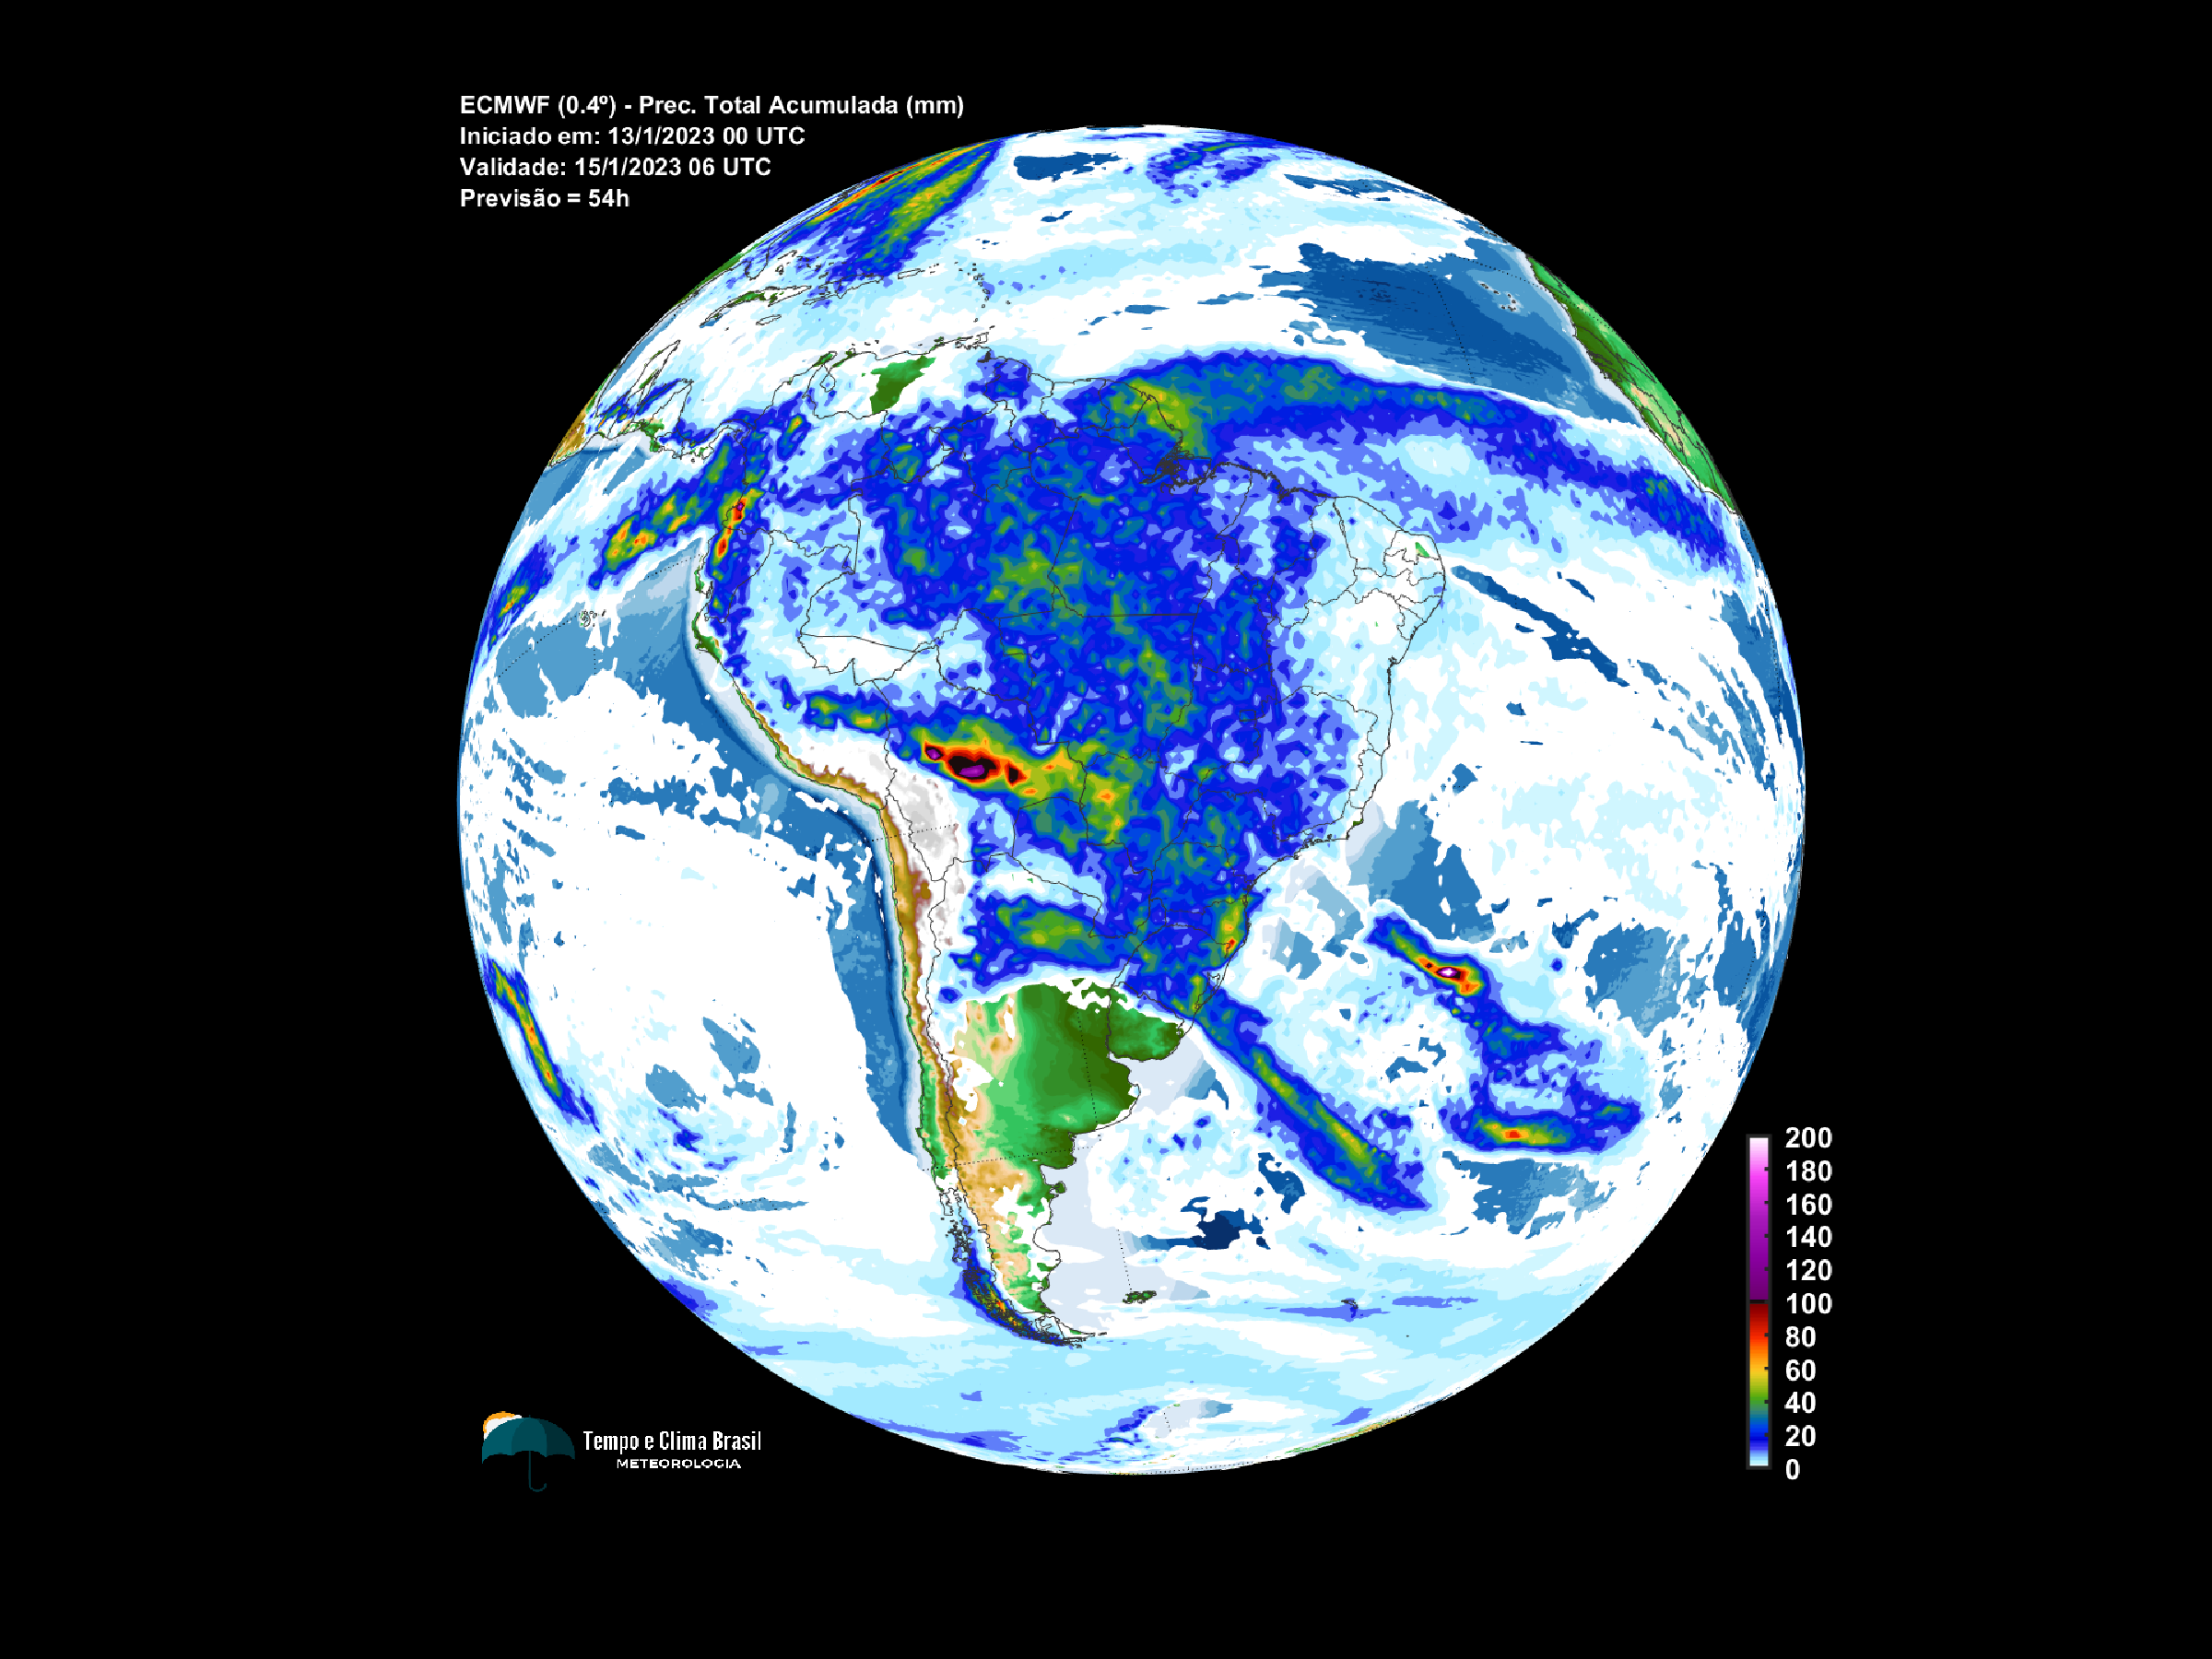 ECMWF (0.4º) - Prec. Total Acumulada (mm)
Iniciado em: 13/1/2023 00 UTC
Validade: 15/1/2023 06 UTC
Previsão = 54h
200
180
160
140
120
100
80
60
40
20
0
Tempo e Clima Brasil
METEOROLOGIA